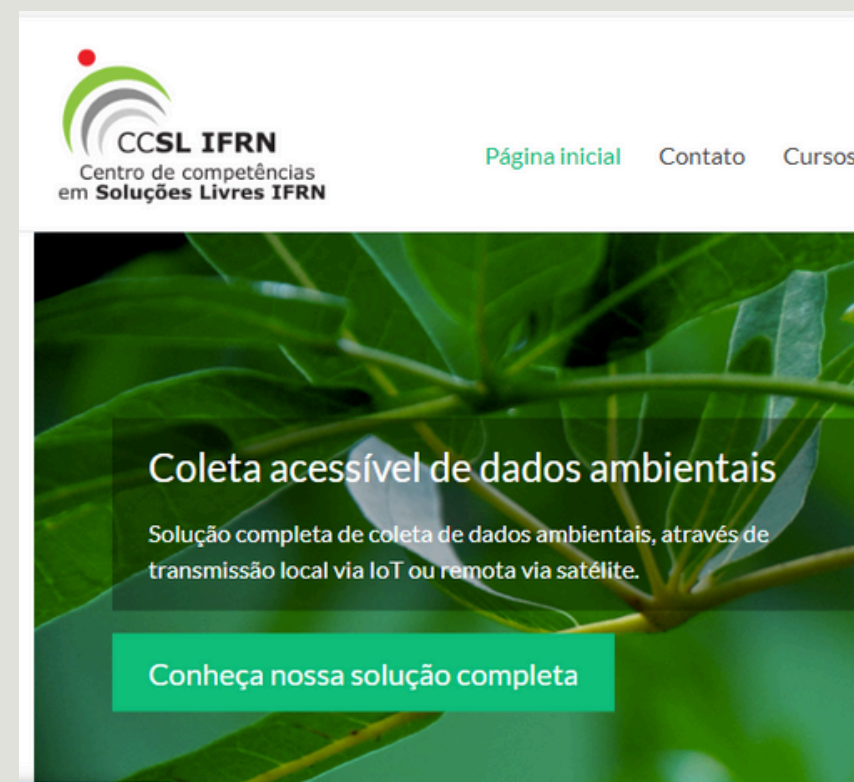 CCSL IFRN
Centro de competências
em Soluções Livres IFRN
Página inicial Contato Cursos
Coleta acessível de dados ambientais
Solução completa de coleta de dados ambientais, através de
transmissão local via IoT ou remota via satélite.
Conheça nossa solução completa